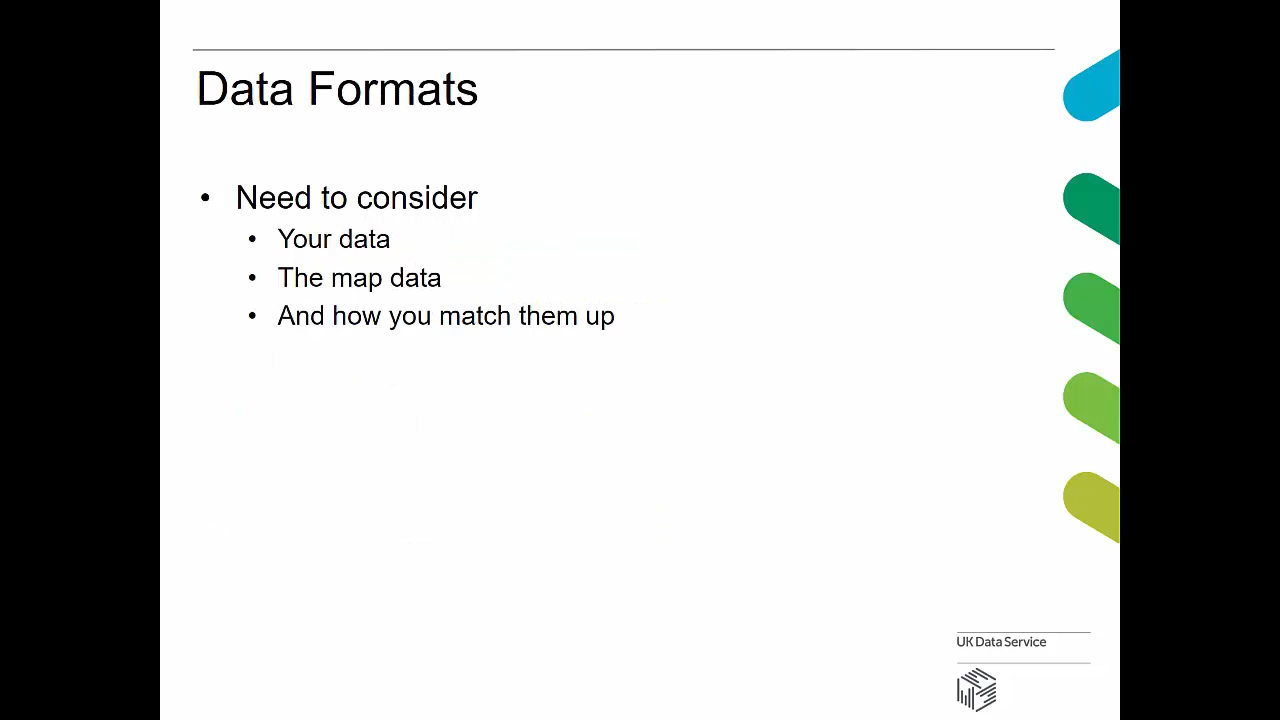 Data Formats
• Need to consider
• Your data
• The map data
• And how you match them up
UK Data Service